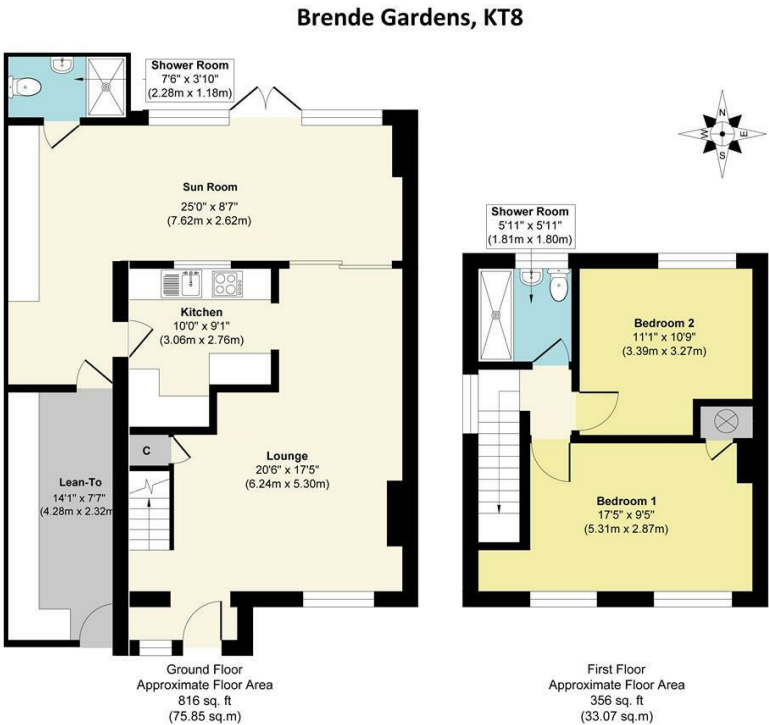 Brende Gardens, KT8
Shower Room
7'6" x 3'10"
(2.28m x 1.18m)
N
W
E
S
Sun Room
25'0" x 8'7"
(7.62m x 2.62m)
Shower Room
5'11" x 5'11"
(1.81m x 1.80m)
Kitchen
10'0" x 9'1"
(3.06m x 2.76m)
Bedroom 2
11'1" x 10'9"
(3.39m x 3.27m)
C
Lounge
20'6" x 17'5"
(6.24m x 5.30m)
Lean-To
14'1" x 7'7"
(4.28m x 2.32m
Bedroom 1
17'5" x 9'5"
(5.31m x 2.87m)
Ground Floor
Approximate Floor Area
816 sq. ft
(75.85 sq.m)
First Floor
Approximate Floor Area
356 sq. ft
(33.07 sq.m)